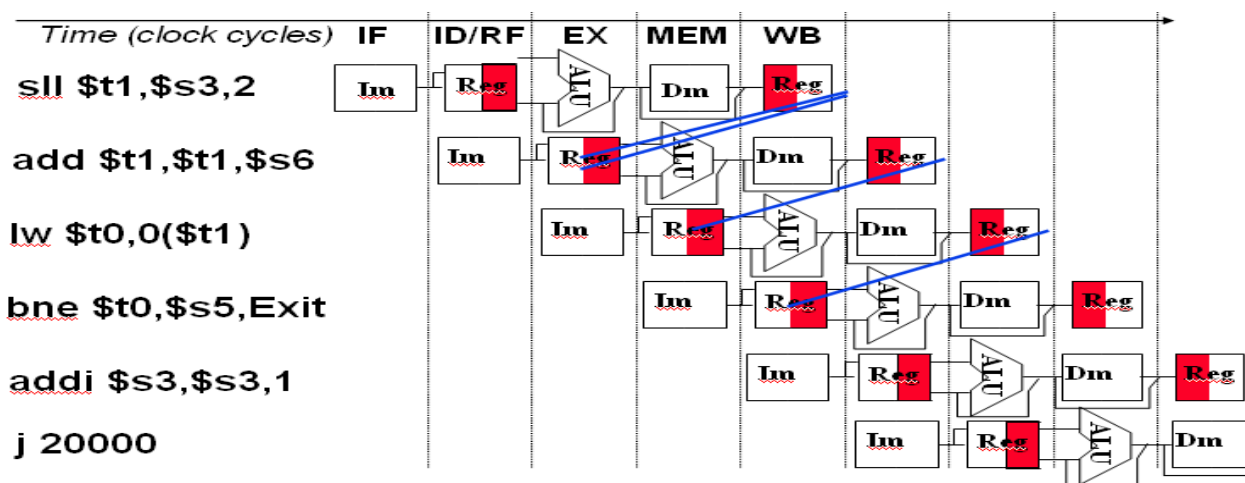 Time (clock cycles) IF ID/RF EX MEM WB
sll $t1,$s3,2 Im Reg ALU Dm Reg
add $t1,$t1,$s6 Im Reg ALU Dm Reg
lw $t0,0($t1) Im Reg ALU Dm Reg
bne $t0,$s5,Exit Im Reg ALU Dm Reg
addi $s3,$s3,1 Im Reg ALU Dm Reg
j 20000 Im Reg ALU Dm